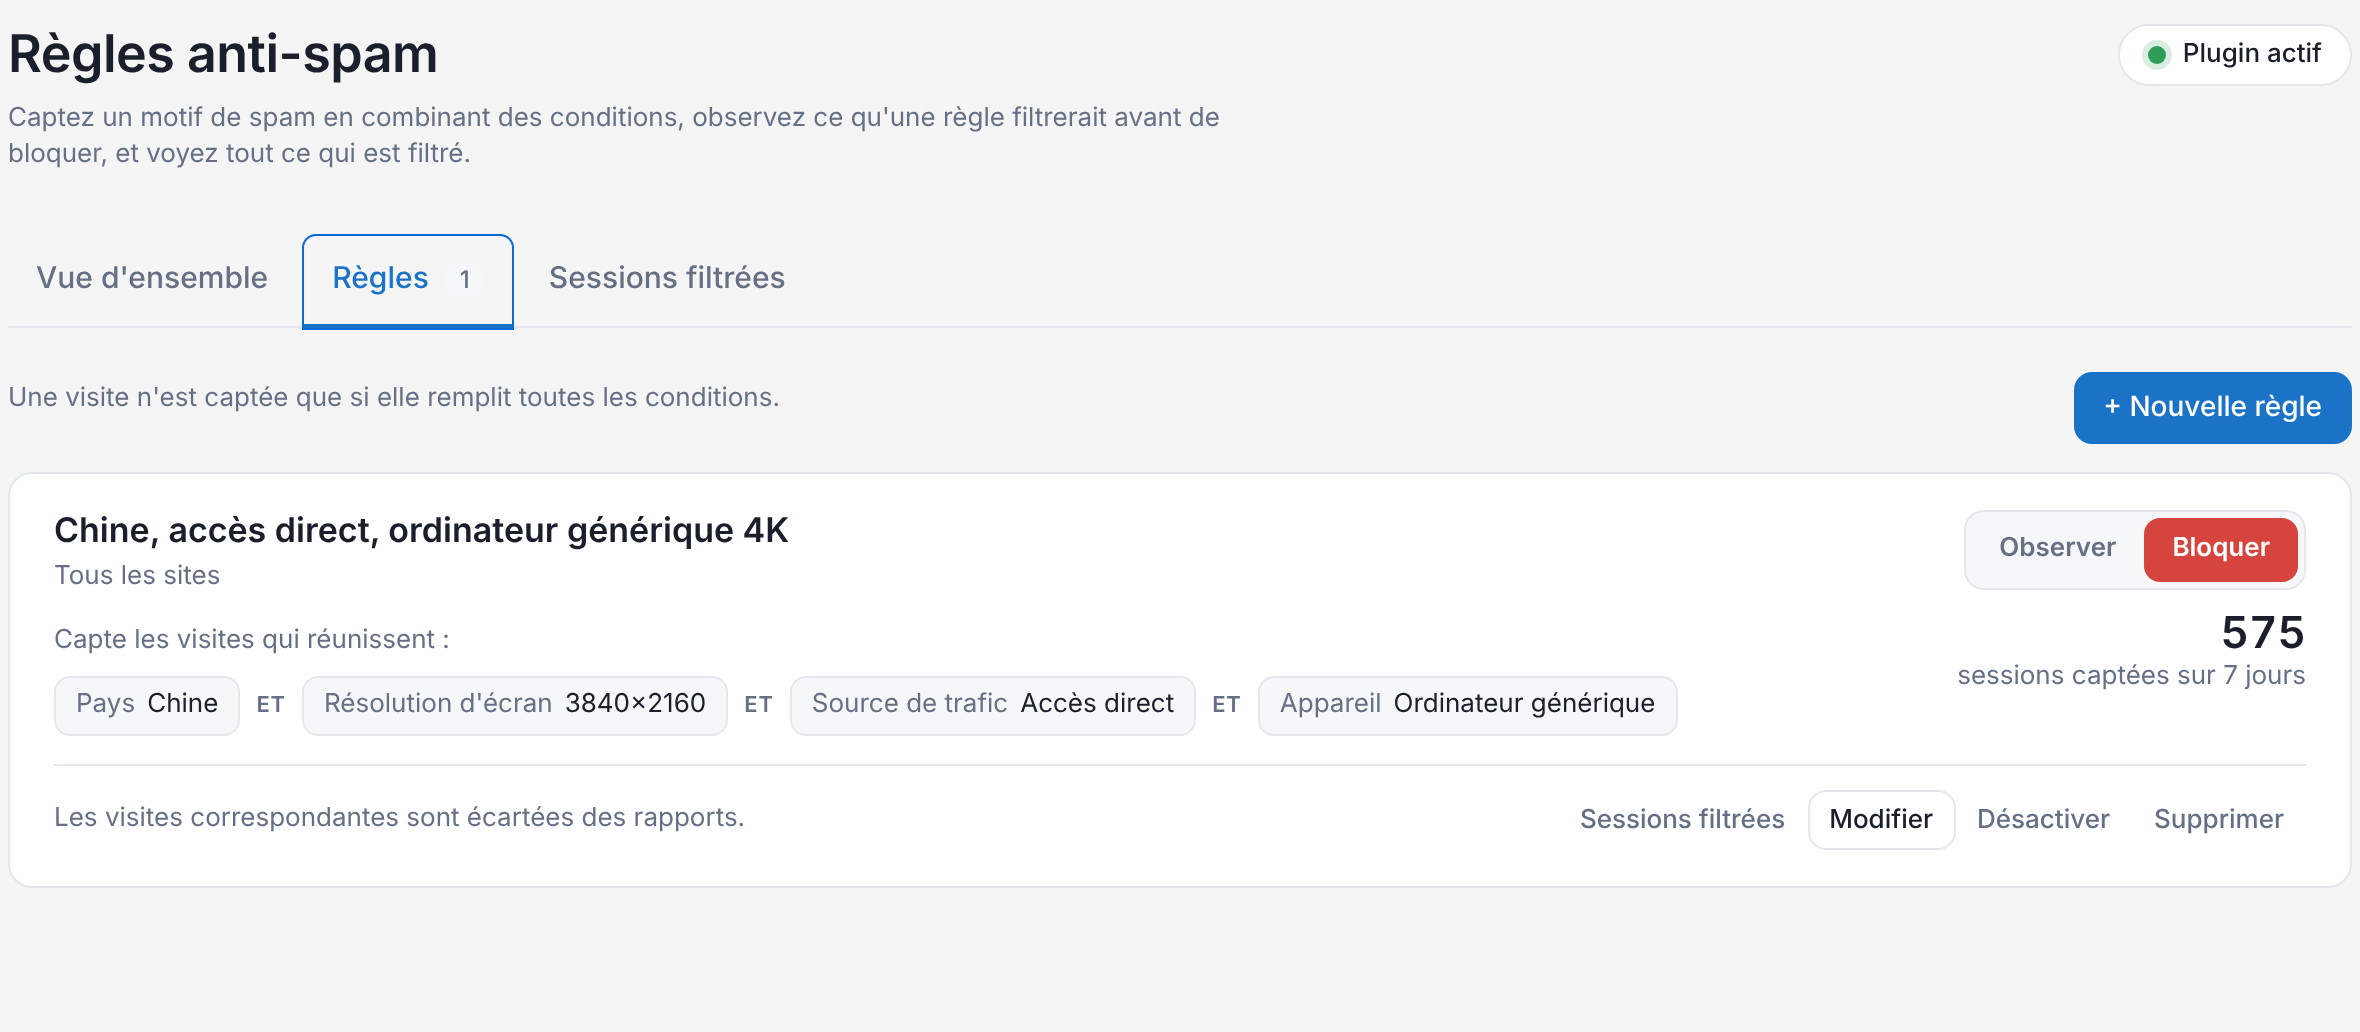 Règles anti-spam
Plugin actif
Captez un motif de spam en combinant des conditions, observez ce qu'une règle filtrerait avant de
bloquer, et voyez tout ce qui est filtré.
Vue d'ensemble
Règles 1
Sessions filtrées
Une visite n'est captée que si elle remplit toutes les conditions.
+ Nouvelle règle
Chine, accès direct, ordinateur générique 4K
Tous les sites
Observer
Bloquer
575
sessions captées sur 7 jours
Capte les visites qui réunissent :
Pays Chine ET Résolution d'écran 3840×2160 ET Source de trafic Accès direct ET Appareil Ordinateur générique
Les visites correspondantes sont écartées des rapports.
Sessions filtrées
Modifier
Désactiver
Supprimer